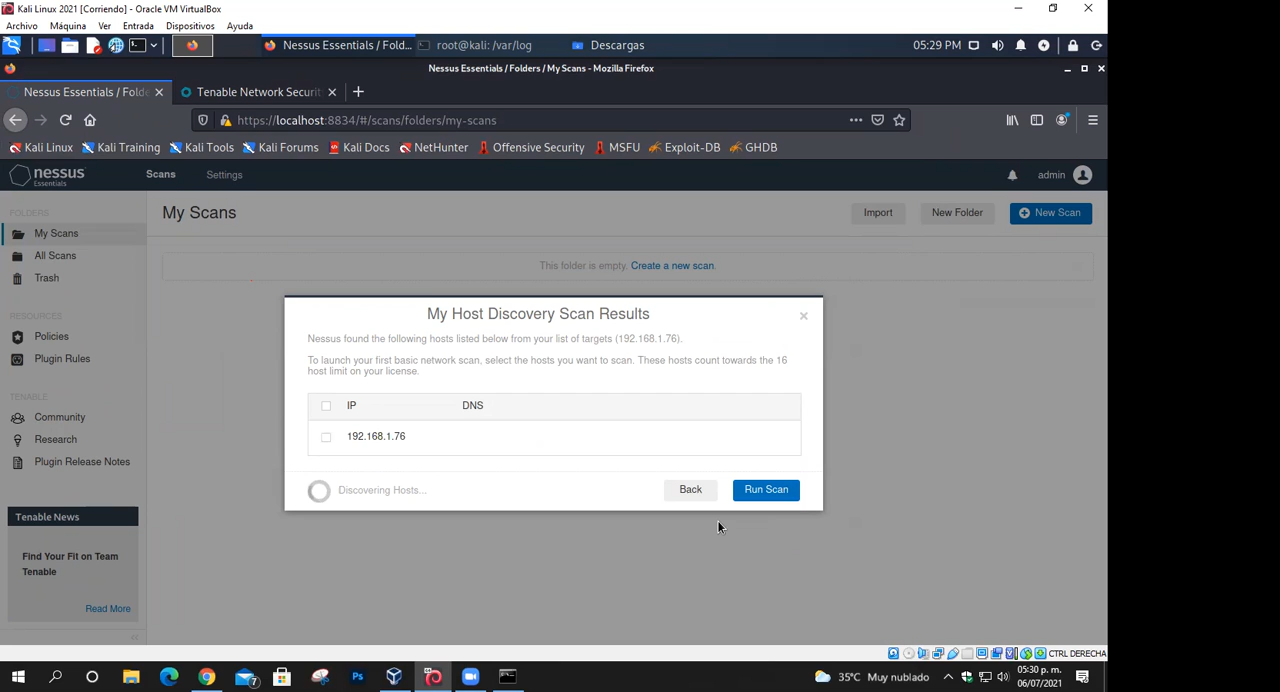 Kali Linux 2021 [Corriendo] - Oracle VM VirtualBox
Archivo Máquina Ver Entrada Dispositivos Ayuda
Nessus Essentials / Fold... root@kali: /var/log Descargas 05:29 PM
Nessus Essentials / Folders / My Scans - Mozilla Firefox
Nessus Essentials / Folde Tenable Network Securit
https://localhost:8834/#/scans/folders/my-scans
Kali Linux Kali Training Kali Tools Kali Forums Kali Docs NetHunter Offensive Security MSFU Exploit-DB GHDB
nessus Essentials Scans Settings admin
FOLDERS
My Scans
All Scans
Trash
RESOURCES
Policies
Plugin Rules
TENABLE
Community
Research
Plugin Release Notes
Tenable News
Find Your Fit on Team
Tenable
Read More
My Scans Import New Folder New Scan
This folder is empty. Create a new scan.
My Host Discovery Scan Results
Nessus found the following hosts listed below from your list of targets (192.168.1.76).
To launch your first basic network scan, select the hosts you want to scan. These hosts count towards the 16
host limit on your license.
IP DNS
192.168.1.76
Discovering Hosts... Back Run Scan
CTRL DERECHA
7 Ps 35°C Muy nublado 05:30 p. m.
06/07/2021